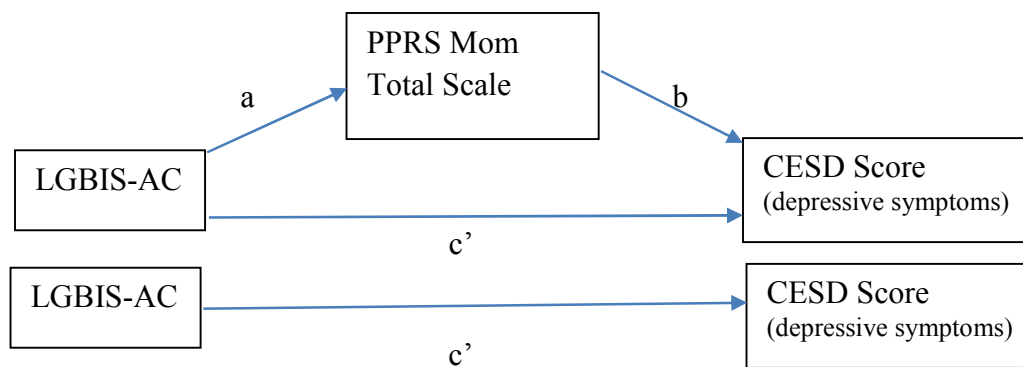 PPRS Mom
Total Scale
a
b
LGBIS-AC
CESD Score
(depressive symptoms)
c’
LGBIS-AC
CESD Score
(depressive symptoms)
c’